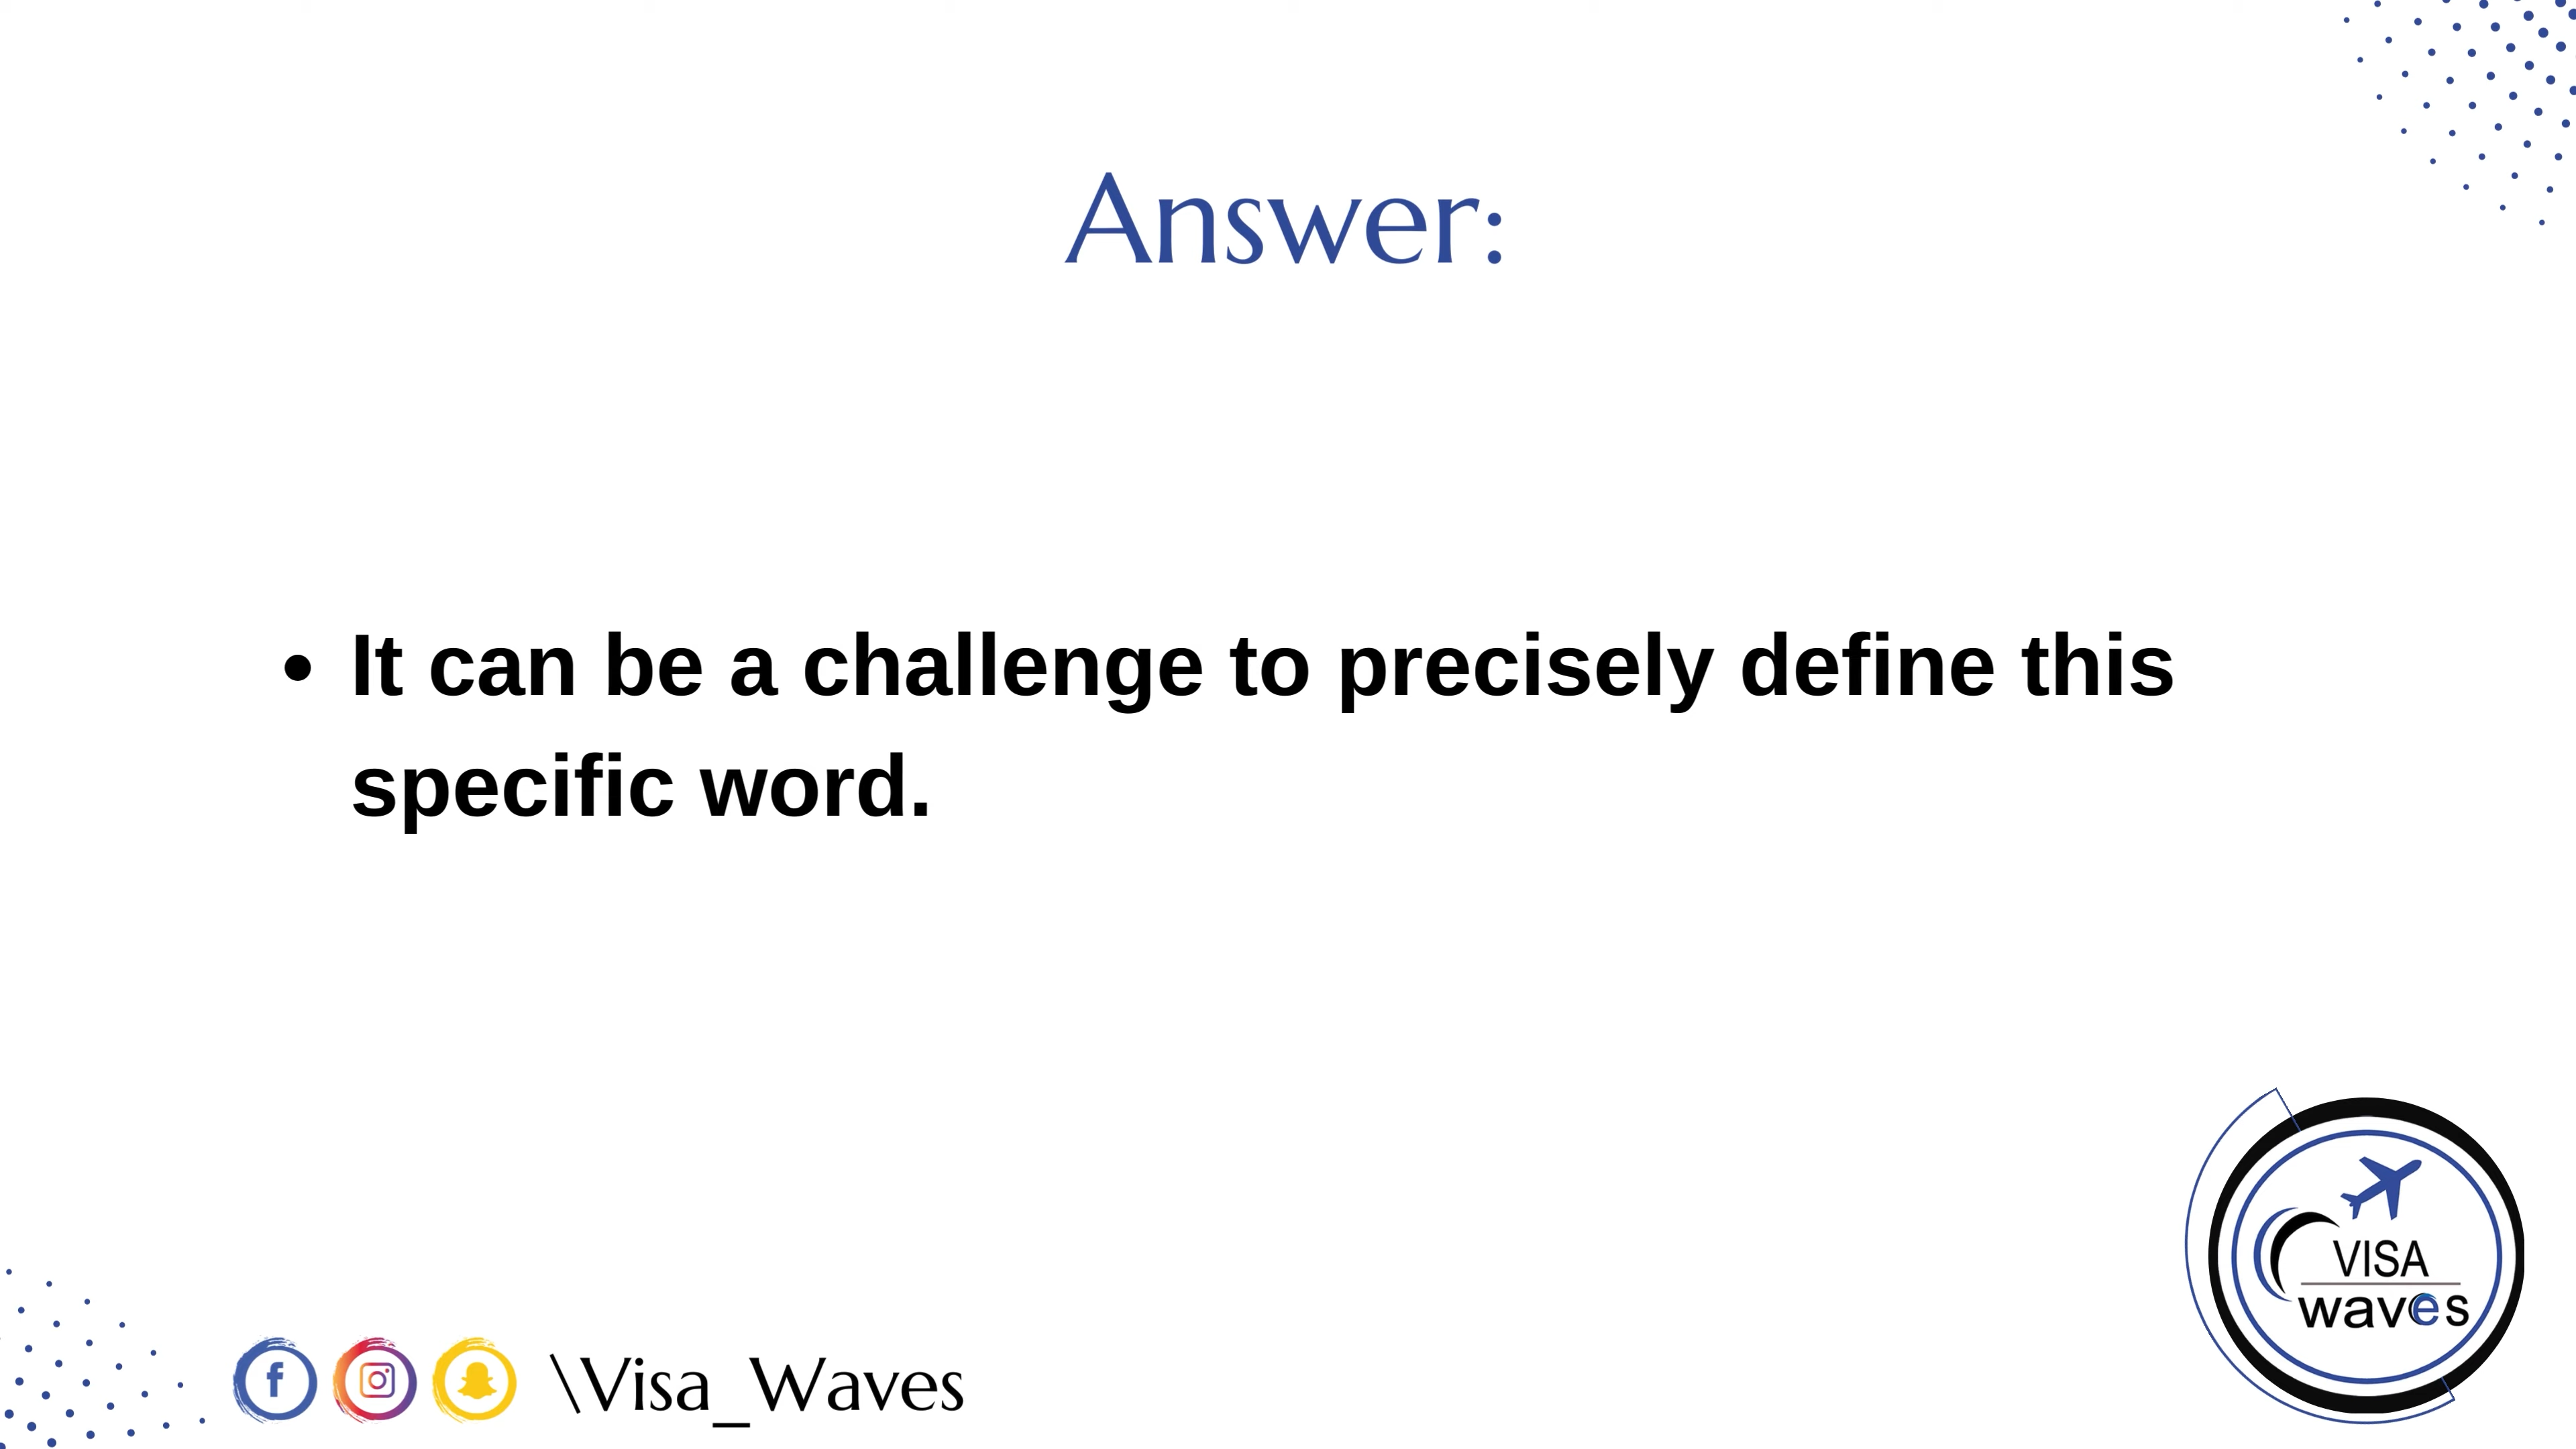 Answer:
• It can be a challenge to precisely define this
specific word.
VISA
waves
\Visa_Waves